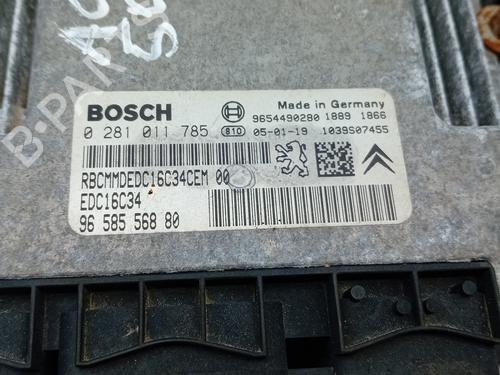 BOSCH
Made in Germany
9654490280 1889 1866
0 281 011 785 810 05-01-19 1039S07455
RBCMMDEDC16C34CEM 00
EDC16C34
96 585 568 80
B-PARTS